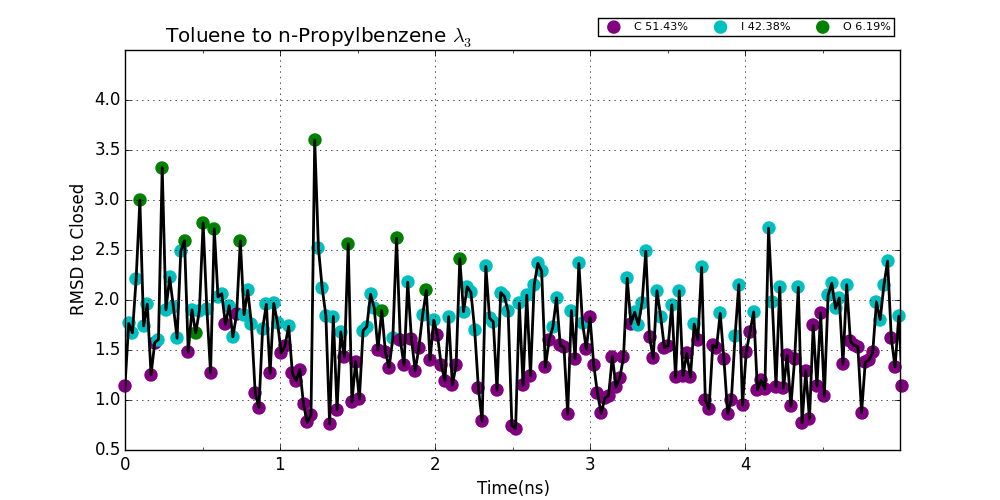 Toluene to n-Propylbenzene λ₃
C 51.43% I 42.38% O 6.19%
RMSD to Closed
4.0
3.5
3.0
2.5
2.0
1.5
1.0
0.5
0 1 2 3 4
Time(ns)